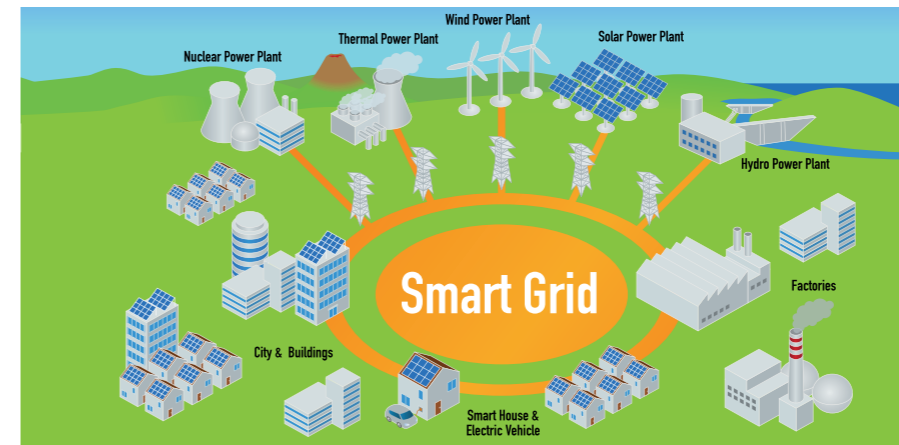 Wind Power Plant
Thermal Power Plant
Solar Power Plant
Nuclear Power Plant
Hydro Power Plant
Smart Grid
Factories
City & Buildings
Smart House &
Electric Vehicle